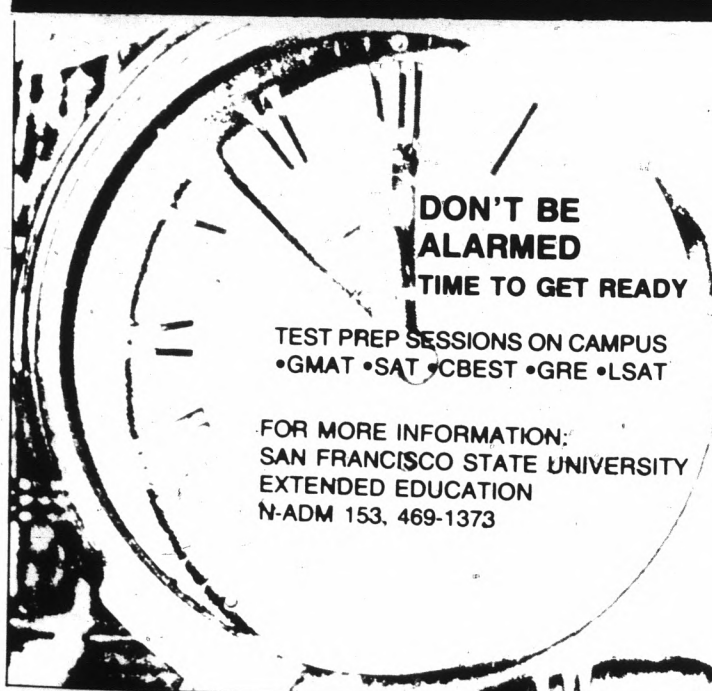 DON'T BE
ALARMED
TIME TO GET READY
TEST PREP SESSIONS ON CAMPUS
•GMAT •SAT •CBEST •GRE •LSAT
FOR MORE INFORMATION:
SAN FRANCISCO STATE UNIVERSITY
EXTENDED EDUCATION
N-ADM 153, 469-1373